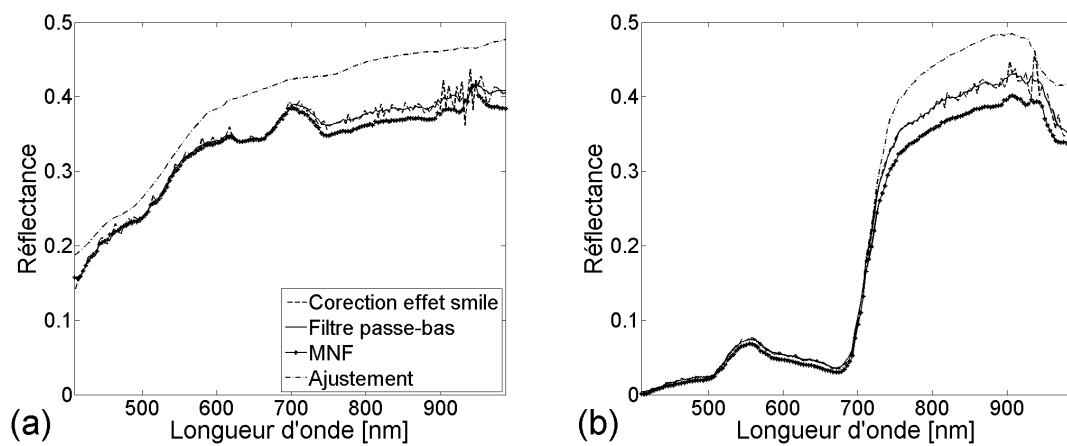 0.5
0.4
0.3
0.2
0.1
0
Réflectance
500 600 700 800 900
Longueur d'onde [nm]
Corection effet smile
Filtre passe-bas
MNF
Ajustement
(a)
0.5
0.4
0.3
0.2
0.1
0
Réflectance
500 600 700 800 900
Longueur d'onde [nm]
(b)